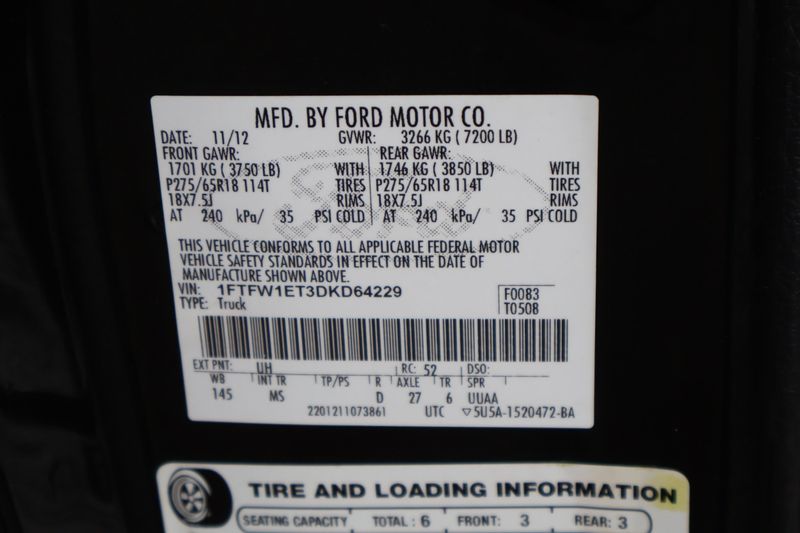 MFD. BY FORD MOTOR CO.
DATE: 11/12 GVWR: 3266 KG ( 7200 LB)
FRONT GAWR: REAR GAWR:
1701 KG ( 3750 LB) WITH 1746 KG ( 3850 LB) WITH
P275/65R18 114T TIRES P275/65R18 114T TIRES
18X7.5J RIMS 18X7.5J RIMS
AT 240 kPa/ 35 PSI COLD AT 240 kPa/ 35 PSI COLD
THIS VEHICLE CONFORMS TO ALL APPLICABLE FEDERAL MOTOR
VEHICLE SAFETY STANDARDS IN EFFECT ON THE DATE OF
MANUFACTURE SHOWN ABOVE.
VIN: 1FTFW1ET3DKD64229 F0083
TYPE: Truck T0508
EXT PNT: UH RC: 52 DSO:
WB INT TR TP/PS R AXLE TR SPR
145 MS D 27 6 UUAA
2201211073861 UTC ▽5U5A-1520472-BA
TIRE AND LOADING INFORMATION
SEATING CAPACITY TOTAL : 6 FRONT: 3 REAR: 3